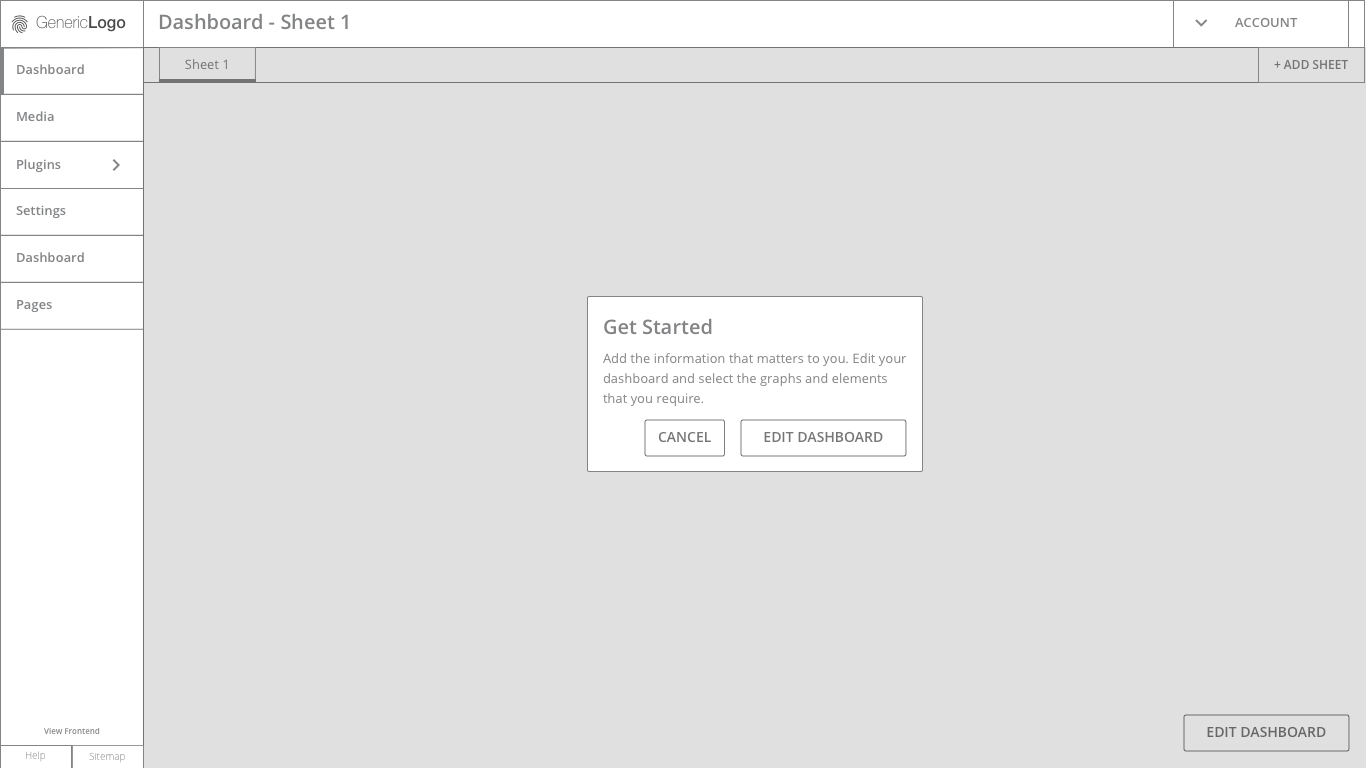 GenericLogo
Dashboard - Sheet 1
ACCOUNT
Dashboard
Media
Plugins
Settings
Dashboard
Pages
View Frontend
Help
Sitemap
Sheet 1
+ ADD SHEET
Get Started
Add the information that matters to you. Edit your
dashboard and select the graphs and elements
that you require.
CANCEL
EDIT DASHBOARD
EDIT DASHBOARD